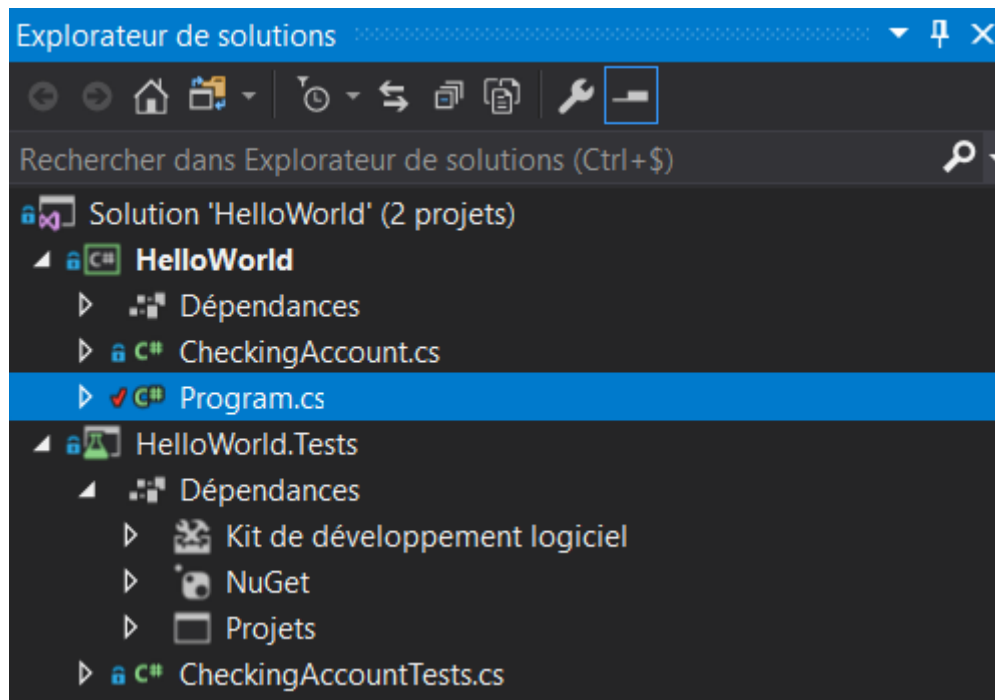 Explorateur de solutions
Rechercher dans Explorateur de solutions (Ctrl+$)
Solution 'HelloWorld' (2 projets)
C# HelloWorld
Dépendances
C# CheckingAccount.cs
C# Program.cs
HelloWorld.Tests
Dépendances
Kit de développement logiciel
NuGet
Projets
C# CheckingAccountTests.cs